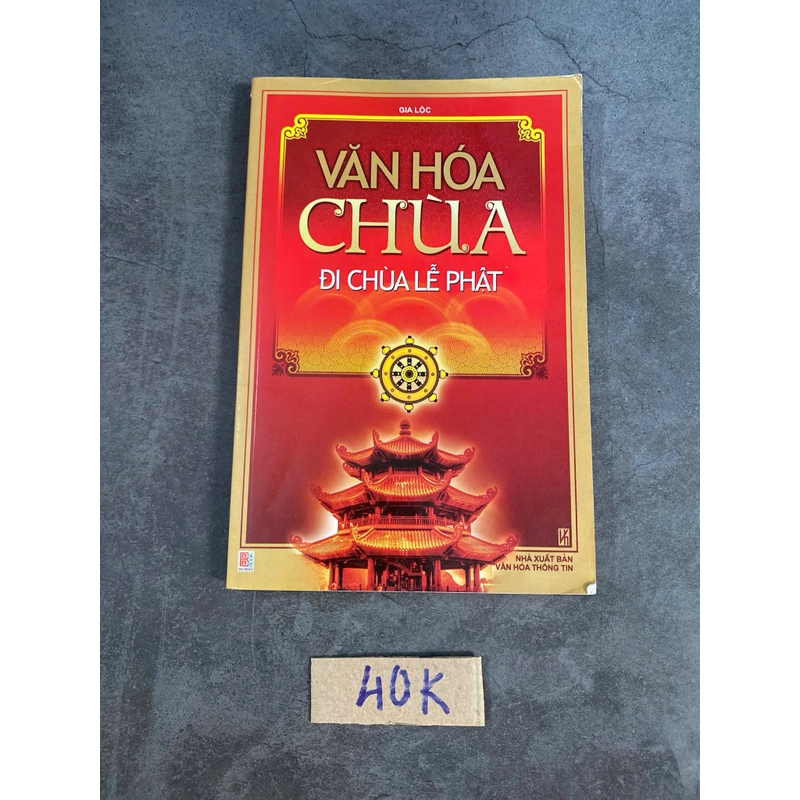 GIA LỘC
VĂN HÓA
CHÙA
ĐI CHÙA LỄ PHẬT
NHÀ XUẤT BẢN
VĂN HÓA THÔNG TIN
40K